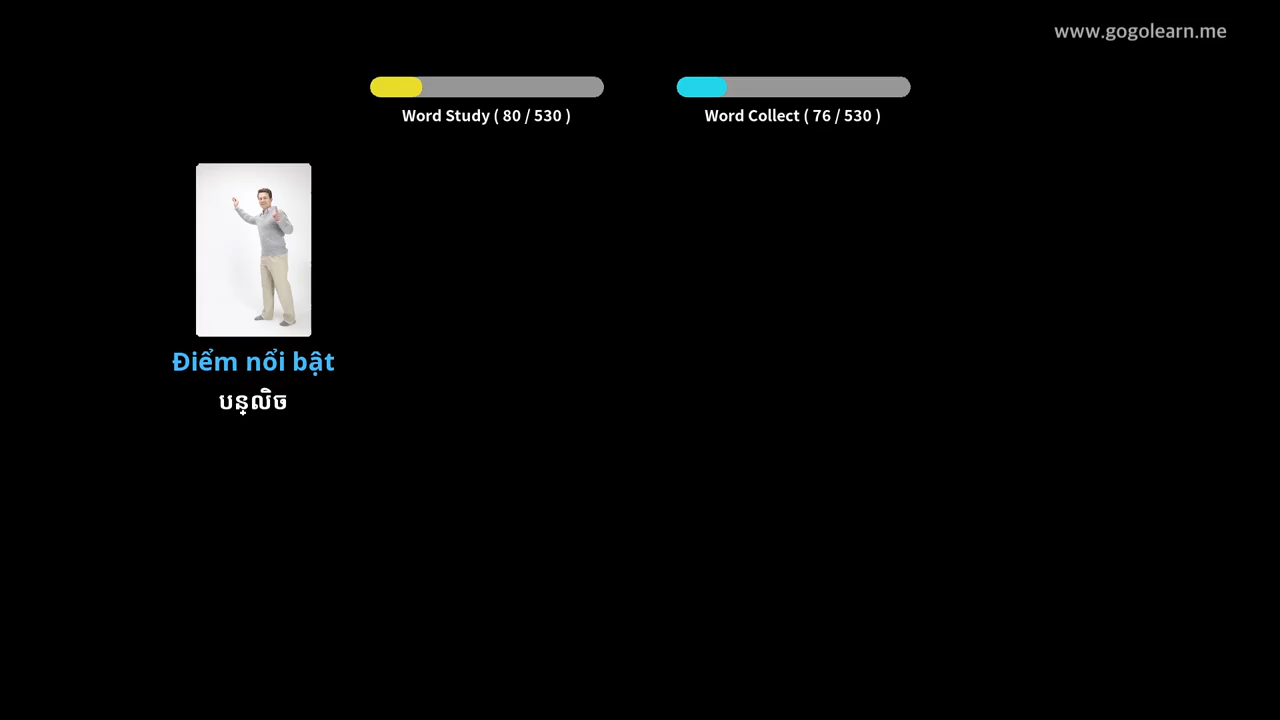 www.gogolearn.me
Word Study ( 80 / 530 )
Word Collect ( 76 / 530 )
Điểm nổi bật
បន្លិច